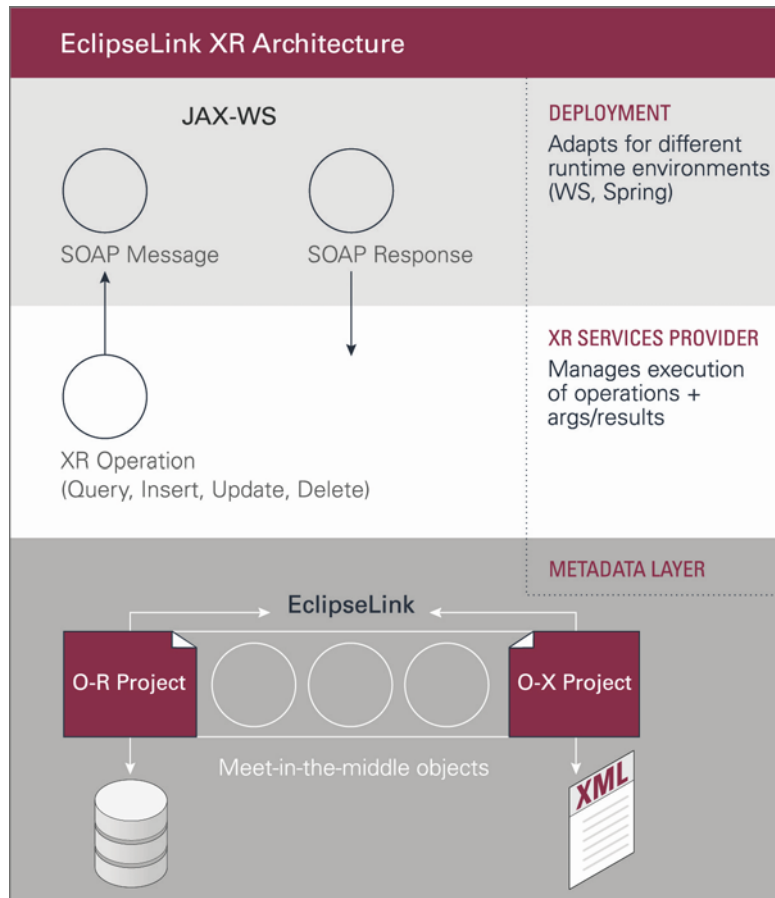 EclipseLink XR Architecture
JAX-WS
SOAP Message
SOAP Response
DEPLOYMENT
Adapts for different
runtime environments
(WS, Spring)
XR Operation
(Query, Insert, Update, Delete)
XR SERVICES PROVIDER
Manages execution
of operations +
args/results
METADATA LAYER
EclipseLink
O-R Project
O-X Project
Meet-in-the-middle objects
XML